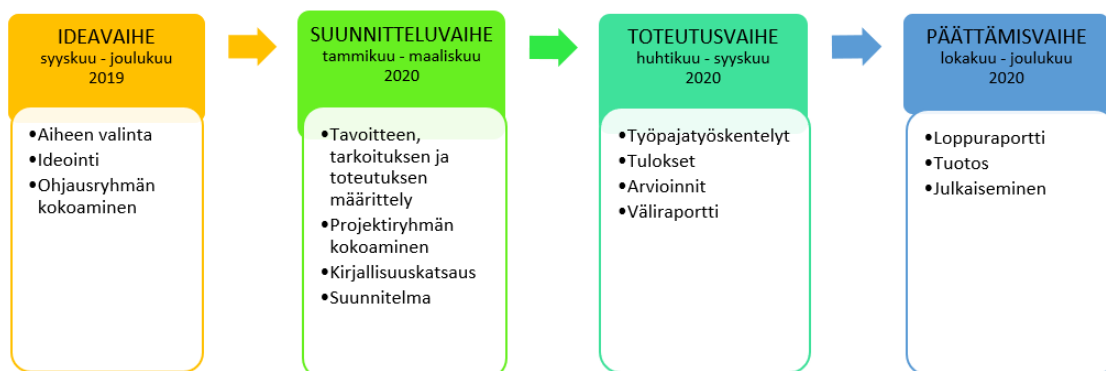 IDEAVAIHE
syyskuu - joulukuu
2019
•Aiheen valinta
•Ideointi
•Ohjausryhmän
kokoaminen
SUUNNITTELUVAIHE
tammikuu - maaliskuu
2020
•Tavoitteen,
tarkoituksen ja
toteutuksen
määrittely
•Projektiryhmän
kokoaminen
•Kirjallisuuskatsaus
•Suunnitelma
TOTEUTUSVAIHE
huhtikuu - syyskuu
2020
•Työpajatyöskentelyt
•Tulokset
•Arvioinnit
•Väliraportti
PÄÄTTÄMISVAIHE
lokakuu - joulukuu
2020
•Loppuraportti
•Tuotos
•Julkaiseminen